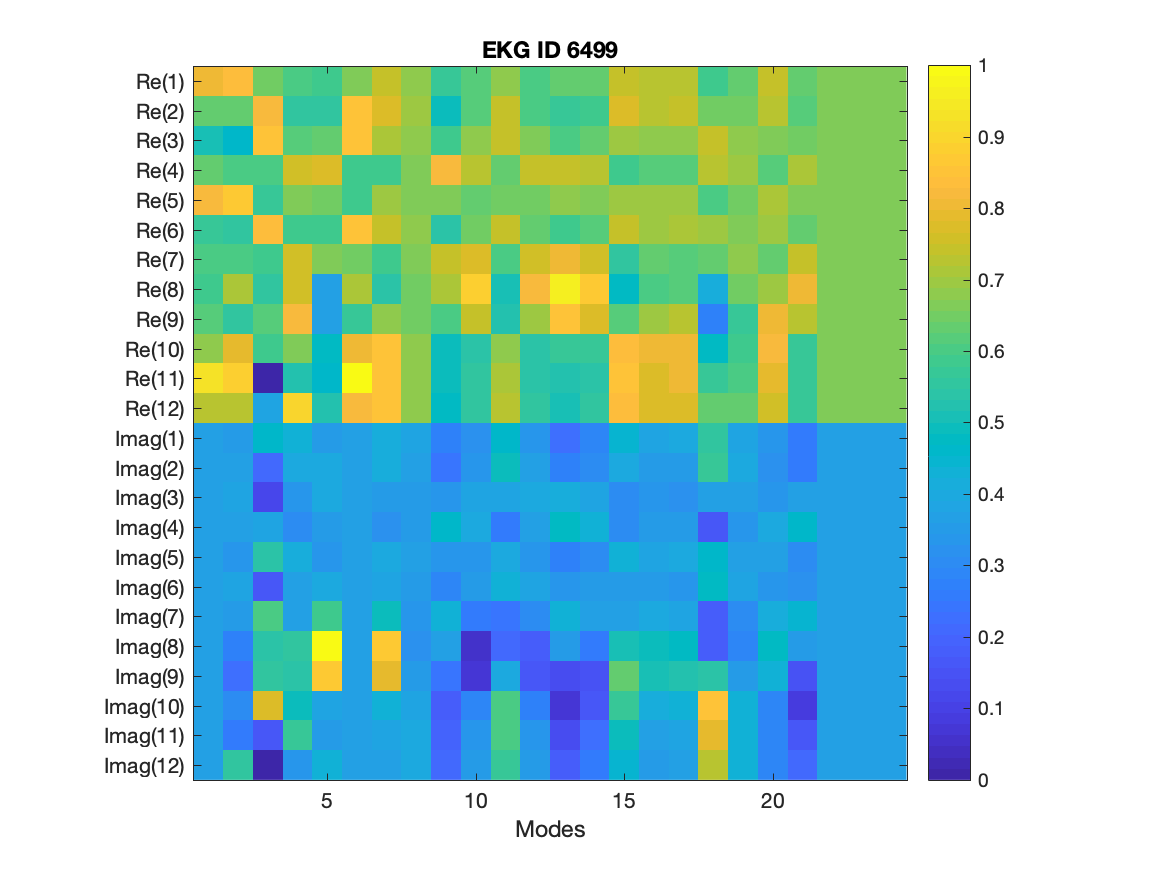 EKG ID 6499
Re(1)
Re(2)
Re(3)
Re(4)
Re(5)
Re(6)
Re(7)
Re(8)
Re(9)
Re(10)
Re(11)
Re(12)
Imag(1)
Imag(2)
Imag(3)
Imag(4)
Imag(5)
Imag(6)
Imag(7)
Imag(8)
Imag(9)
Imag(10)
Imag(11)
Imag(12)
5 10 15 20
Modes
1
0.9
0.8
0.7
0.6
0.5
0.4
0.3
0.2
0.1
0